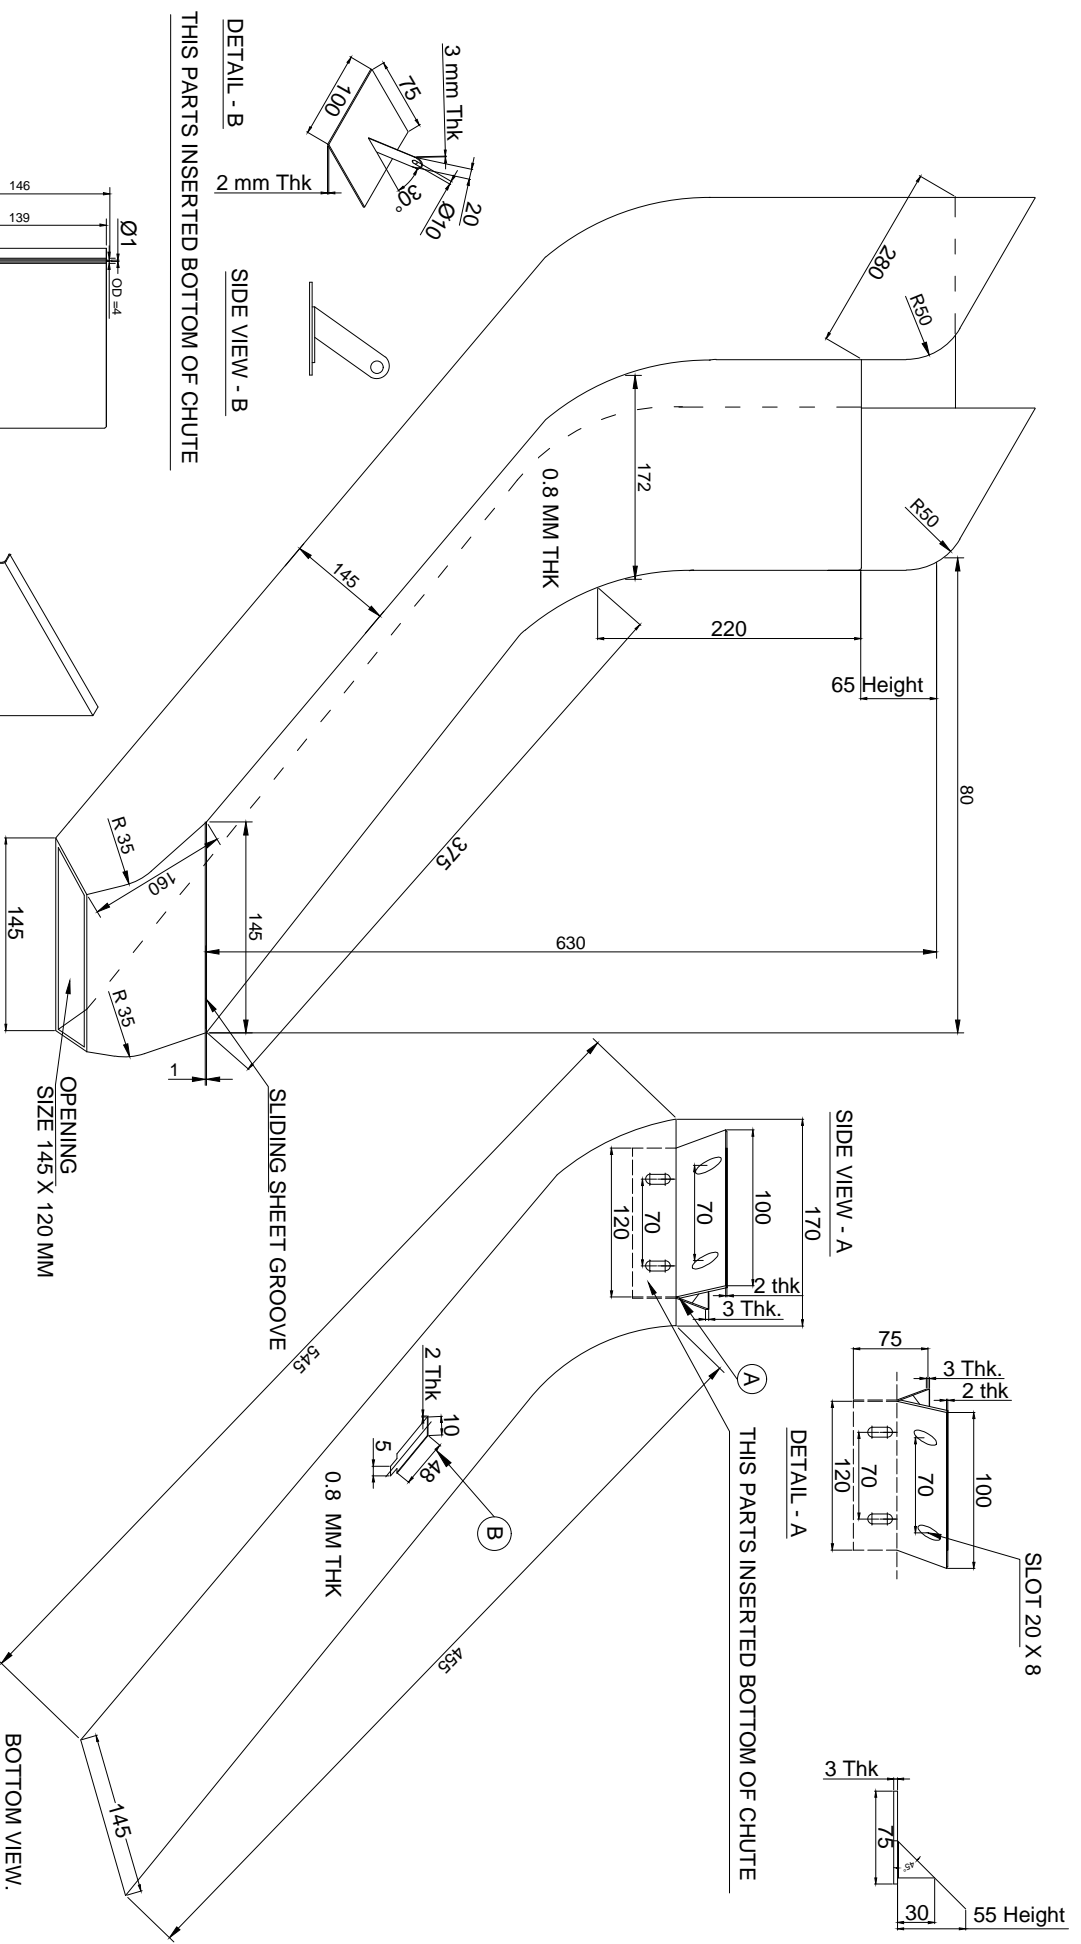 280
R50
R50
172
0.8 MM THK
220
65 Height
80
630
145
375
145
160
R 35
R 35
145
1
SLIDING SHEET GROOVE
OPENING
SIZE 145 X 120 MM
3 mm Thk
75
100
20
Ø10
30°
2 mm Thk
DETAIL - B
SIDE VIEW - B
THIS PARTS INSERTED BOTTOM OF CHUTE
146
139
Ø1
OD =4
SIDE VIEW - A
170
100
70
70
120
2 thk
3 Thk.
A
THIS PARTS INSERTED BOTTOM OF CHUTE
DETAIL - A
75
3 Thk.
2 thk
100
70
70
120
SLOT 20 X 8
3 Thk
75
45°
30
55 Height
545
455
2 Thk
10
5
48
B
0.8 MM THK
145
BOTTOM VIEW.